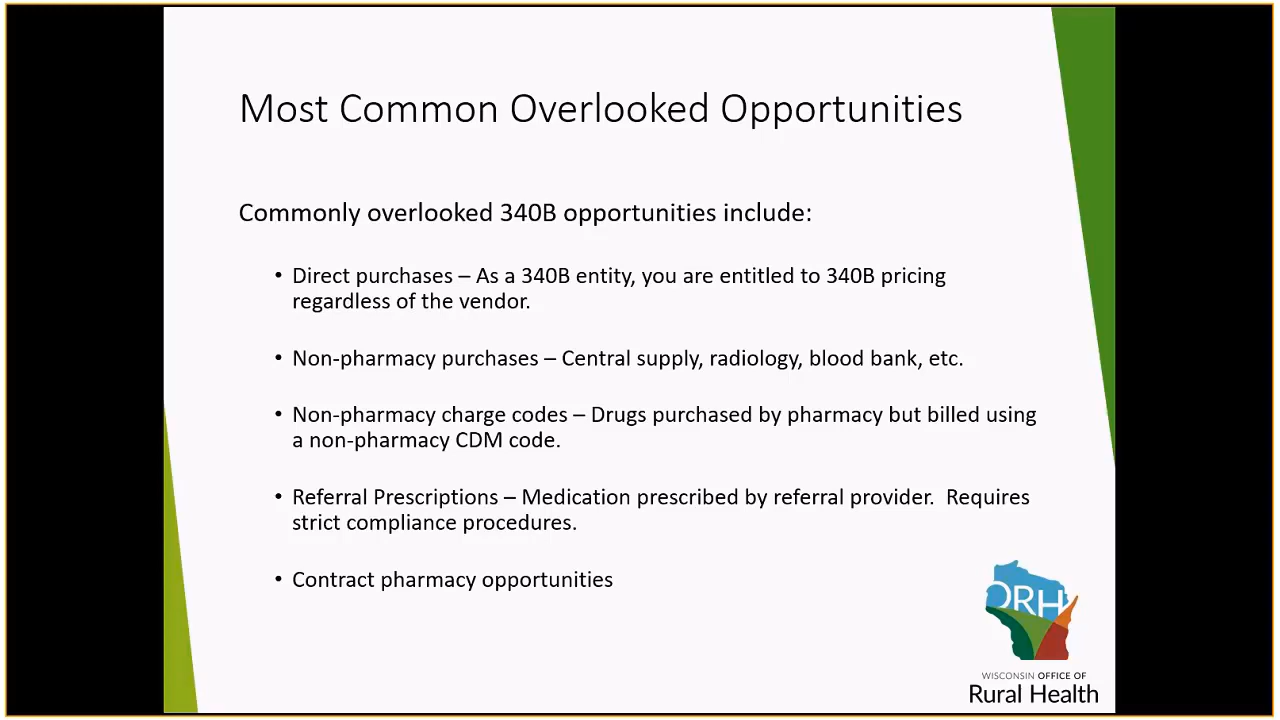 Most Common Overlooked Opportunities
Commonly overlooked 340B opportunities include:
• Direct purchases – As a 340B entity, you are entitled to 340B pricing
regardless of the vendor.
• Non-pharmacy purchases – Central supply, radiology, blood bank, etc.
• Non-pharmacy charge codes – Drugs purchased by pharmacy but billed using
a non-pharmacy CDM code.
• Referral Prescriptions – Medication prescribed by referral provider.  Requires
strict compliance procedures.
• Contract pharmacy opportunities
ORH
WISCONSIN OFFICE OF
Rural Health